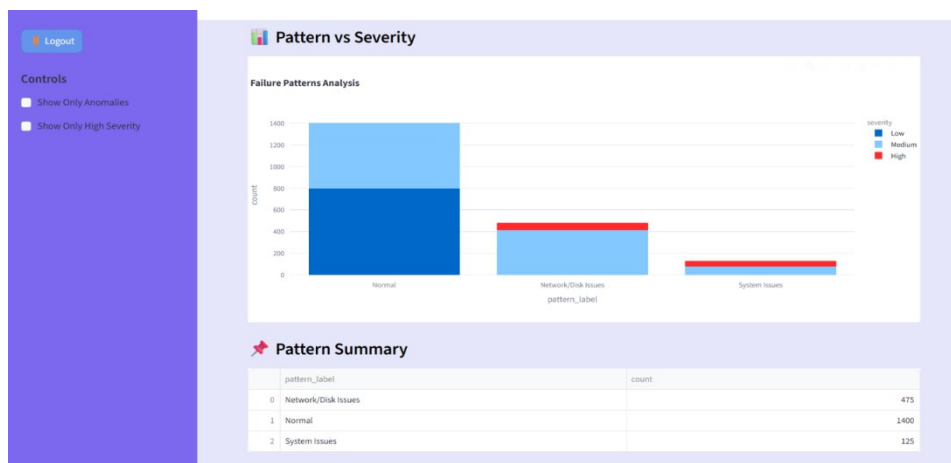 Logout
Controls
Show Only Anomalies
Show Only High Severity
Pattern vs Severity
Failure Patterns Analysis
1400
1200
1000
800
600
400
200
0
count
Normal
Network/Disk Issues
System Issues
pattern_label
severity
Low
Medium
High
Pattern Summary
pattern_label count
0 Network/Disk Issues 475
1 Normal 1400
2 System Issues 125